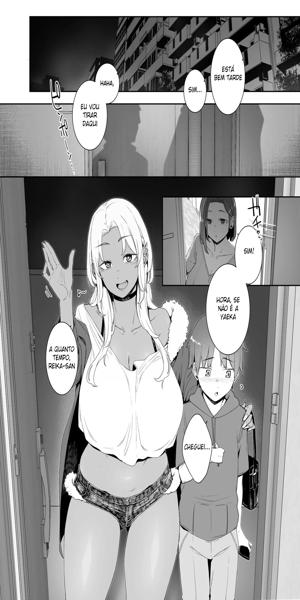 ESTÁ
BEM TARDE
SIM...
HAHA,
EU VOU
TIRAR
DAQUI
SIM!
HORA, SE
NÃO É A
YAEKA
A QUANTO
TEMPO,
REIKA-SAN
CHEGUEI...